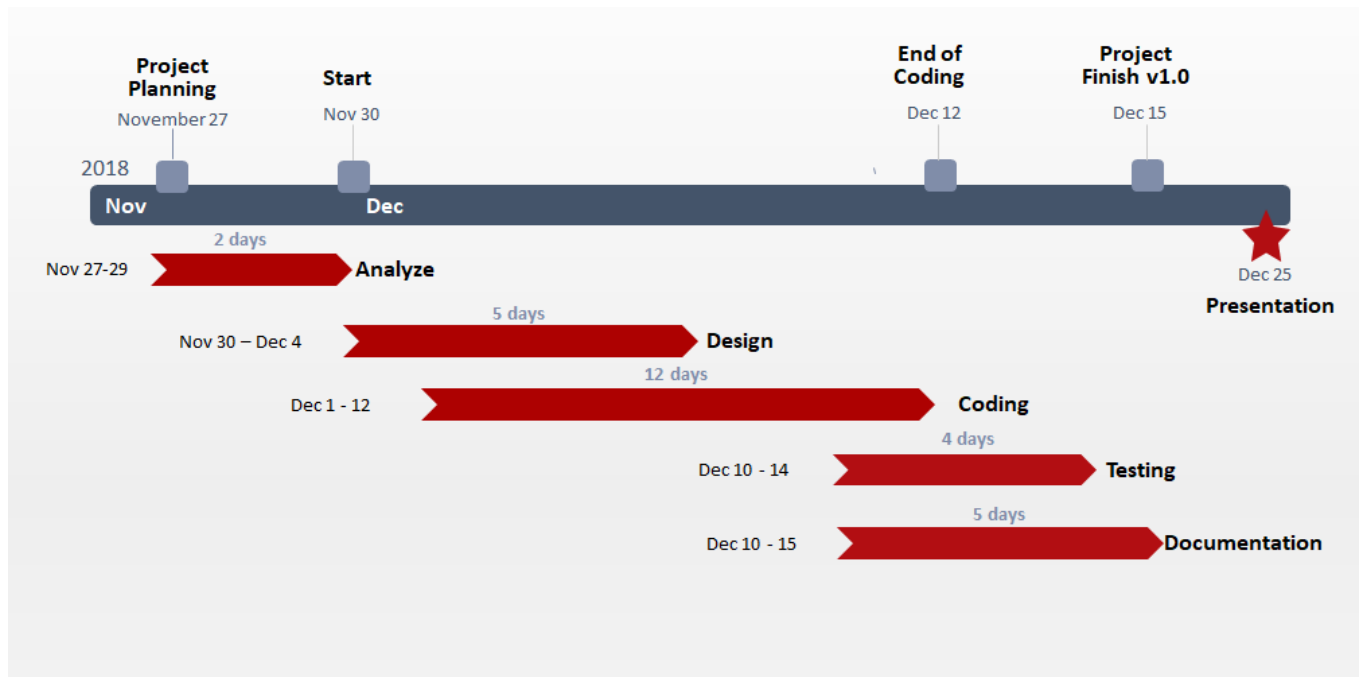 Project
Planning
November 27
Start
Nov 30
End of
Coding
Dec 12
Project
Finish v1.0
Dec 15
2018
Nov
Dec
2 days
Nov 27-29
Analyze
Dec 25
Presentation
5 days
Nov 30 – Dec 4
Design
12 days
Dec 1 - 12
Coding
4 days
Dec 10 - 14
Testing
5 days
Dec 10 - 15
Documentation